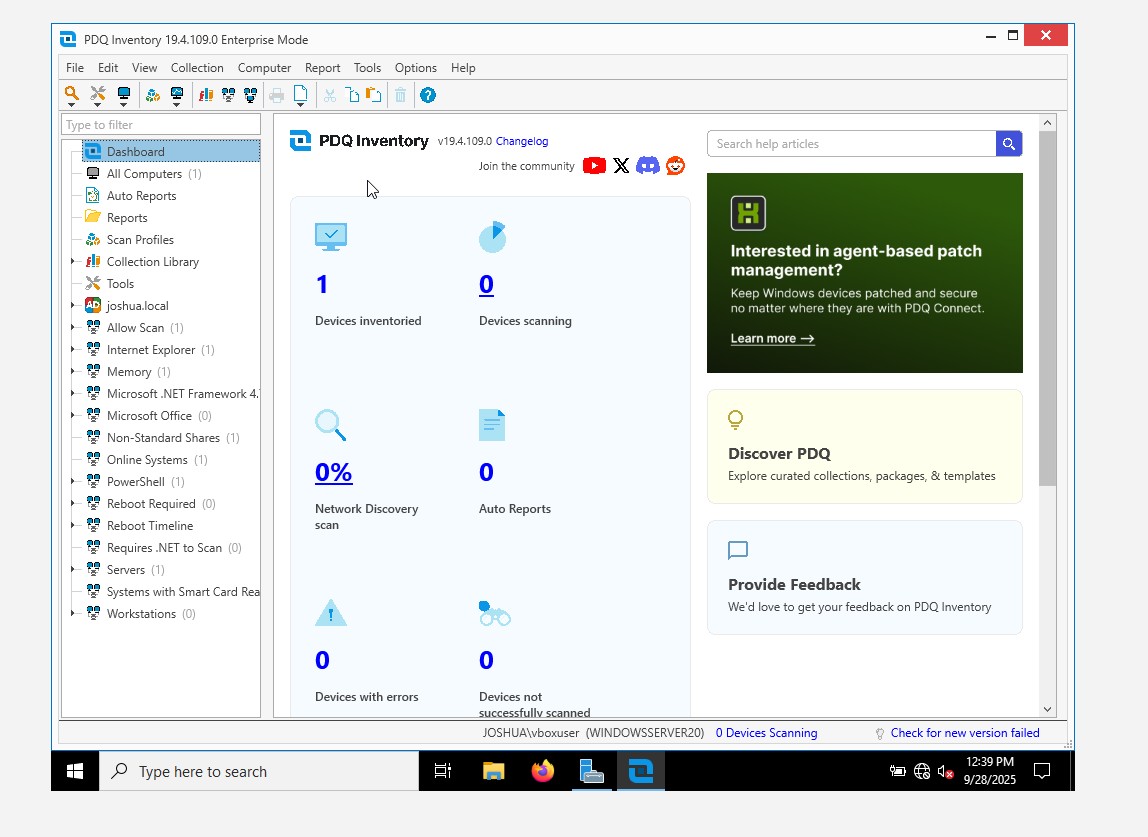 PDQ Inventory 19.4.109.0 Enterprise Mode
File Edit View Collection Computer Report Tools Options Help
Type to filter
Dashboard
All Computers (1)
Auto Reports
Reports
Scan Profiles
Collection Library
Tools
AD joshua.local
Allow Scan (1)
Internet Explorer (1)
Memory (1)
Microsoft .NET Framework 4.
Microsoft Office (0)
Non-Standard Shares (1)
Online Systems (1)
PowerShell (1)
Reboot Required (0)
Reboot Timeline
Requires .NET to Scan (0)
Servers (1)
Systems with Smart Card Rea
Workstations (0)
PDQ Inventory v19.4.109.0 Changelog
Join the community
1
Devices inventoried
0
Devices scanning
0%
Network Discovery
scan
0
Auto Reports
0
Devices with errors
0
Devices not
successfully scanned
Search help articles
Interested in agent-based patch
management?
Keep Windows devices patched and secure
no matter where they are with PDQ Connect.
Learn more →
Discover PDQ
Explore curated collections, packages, & templates
Provide Feedback
We'd love to get your feedback on PDQ Inventory
JOSHUA\vboxuser (WINDOWSSERVER20) 0 Devices Scanning Check for new version failed
Type here to search
12:39 PM
9/28/2025